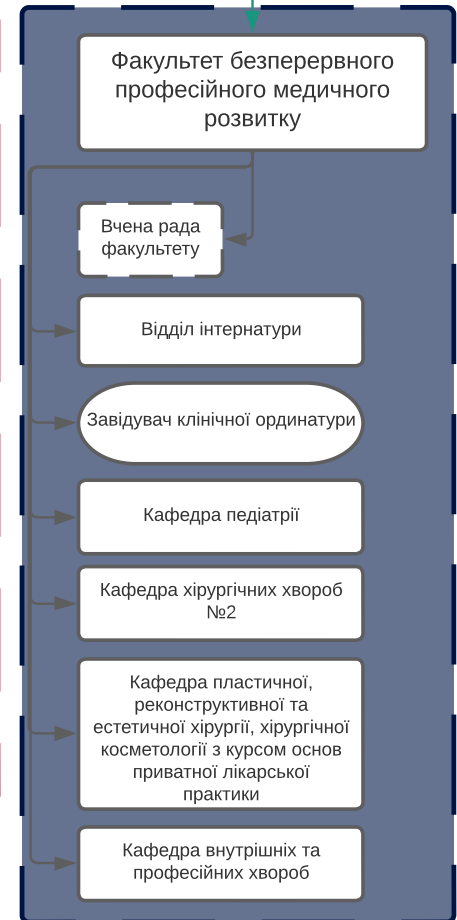 Факультет безперервного
професійного медичного
розвитку
Вчена рада
факультету
Відділ інтернатури
Завідувач клінічної ординатури
Кафедра педіатрії
Кафедра хірургічних хвороб
№2
Кафедра пластичної,
реконструктивної та
естетичної хірургії, хірургічної
косметології з курсом основ
приватної лікарської
практики
Кафедра внутрішніх та
професійних хвороб